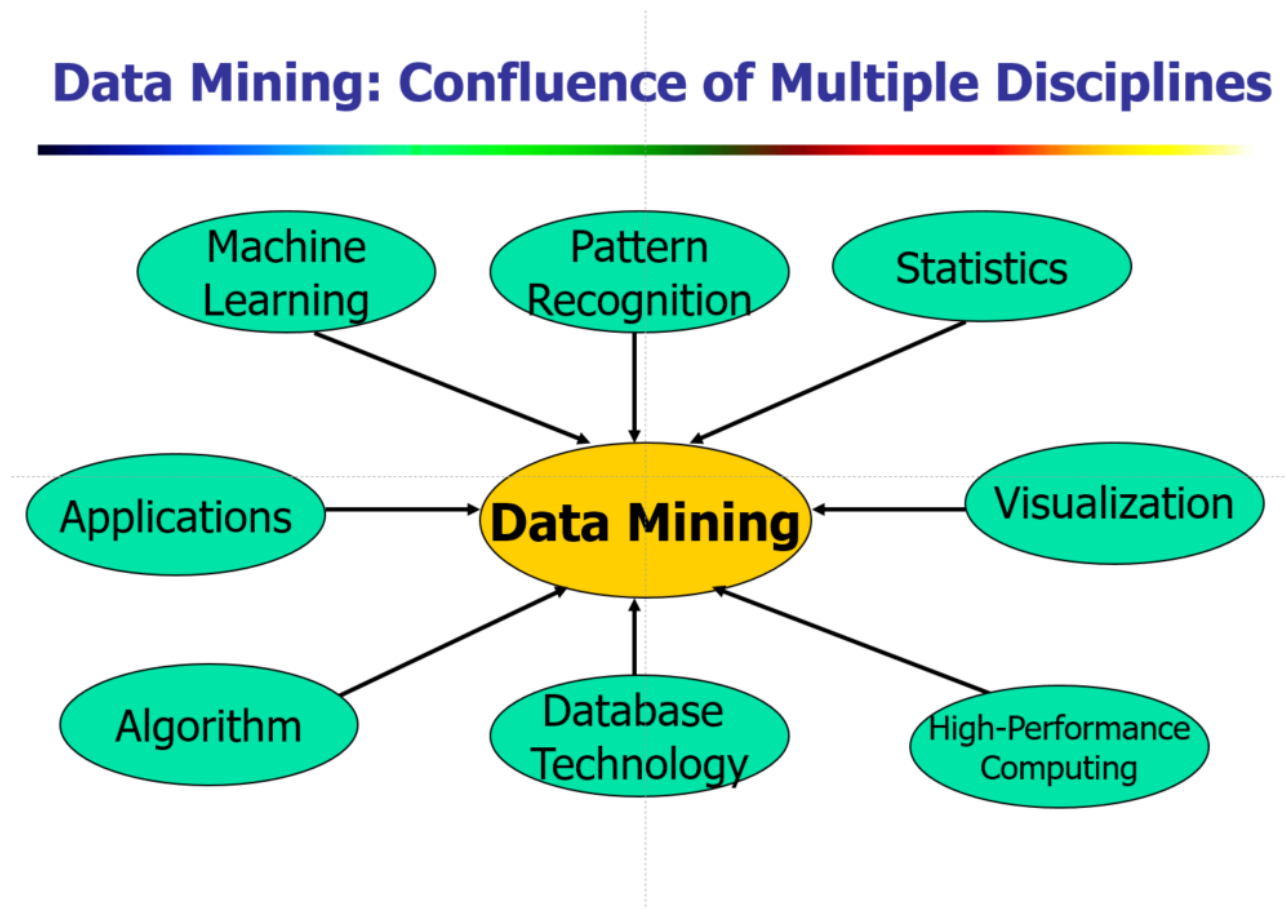 Data Mining: Confluence of Multiple Disciplines
Machine
Learning
Pattern
Recognition
Statistics
Applications
Data Mining
Visualization
Algorithm
Database
Technology
High-Performance
Computing